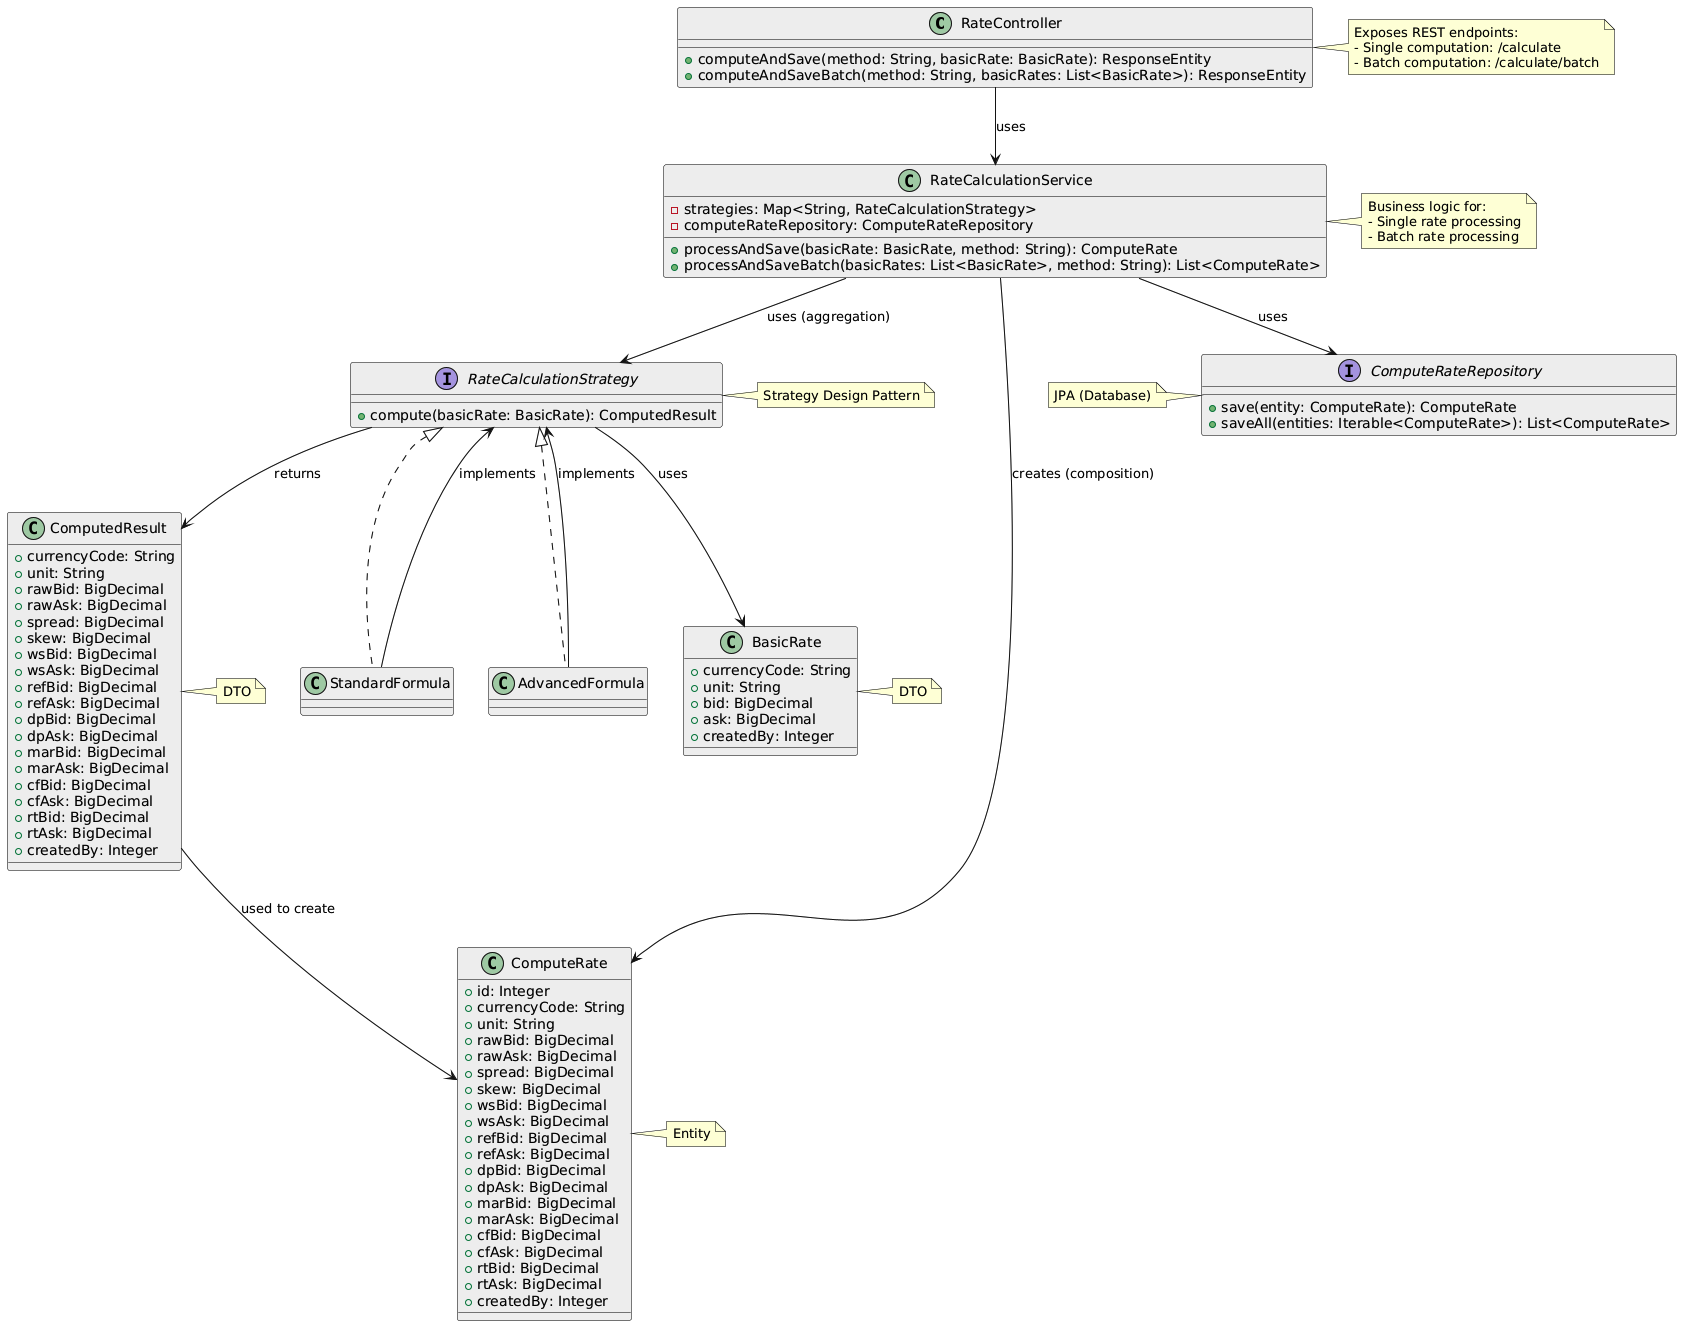 C RateController
computeAndSave(method: String, basicRate: BasicRate): ResponseEntity
computeAndSaveBatch(method: String, basicRates: List<BasicRate>): ResponseEntity
Exposes REST endpoints:
- Single computation: /calculate
- Batch computation: /calculate/batch
uses
C RateCalculationService
strategies: Map<String, RateCalculationStrategy>
computeRateRepository: ComputeRateRepository
processAndSave(basicRate: BasicRate, method: String): ComputeRate
processAndSaveBatch(basicRates: List<BasicRate>, method: String): List<ComputeRate>
Business logic for:
- Single rate processing
- Batch rate processing
uses (aggregation)
uses
I RateCalculationStrategy
compute(basicRate: BasicRate): ComputedResult
Strategy Design Pattern
JPA (Database)
I ComputeRateRepository
save(entity: ComputeRate): ComputeRate
saveAll(entities: Iterable<ComputeRate>): List<ComputeRate>
returns
implements
implements
uses
creates (composition)
C ComputedResult
currencyCode: String
unit: String
rawBid: BigDecimal
rawAsk: BigDecimal
spread: BigDecimal
skew: BigDecimal
wsBid: BigDecimal
wsAsk: BigDecimal
refBid: BigDecimal
refAsk: BigDecimal
dpBid: BigDecimal
dpAsk: BigDecimal
marBid: BigDecimal
marAsk: BigDecimal
cfBid: BigDecimal
cfAsk: BigDecimal
rtBid: BigDecimal
rtAsk: BigDecimal
createdBy: Integer
DTO
C StandardFormula
C AdvancedFormula
C BasicRate
currencyCode: String
unit: String
bid: BigDecimal
ask: BigDecimal
createdBy: Integer
DTO
used to create
C ComputeRate
id: Integer
currencyCode: String
unit: String
rawBid: BigDecimal
rawAsk: BigDecimal
spread: BigDecimal
skew: BigDecimal
wsBid: BigDecimal
wsAsk: BigDecimal
refBid: BigDecimal
refAsk: BigDecimal
dpBid: BigDecimal
dpAsk: BigDecimal
marBid: BigDecimal
marAsk: BigDecimal
cfBid: BigDecimal
cfAsk: BigDecimal
rtBid: BigDecimal
rtAsk: BigDecimal
createdBy: Integer
Entity